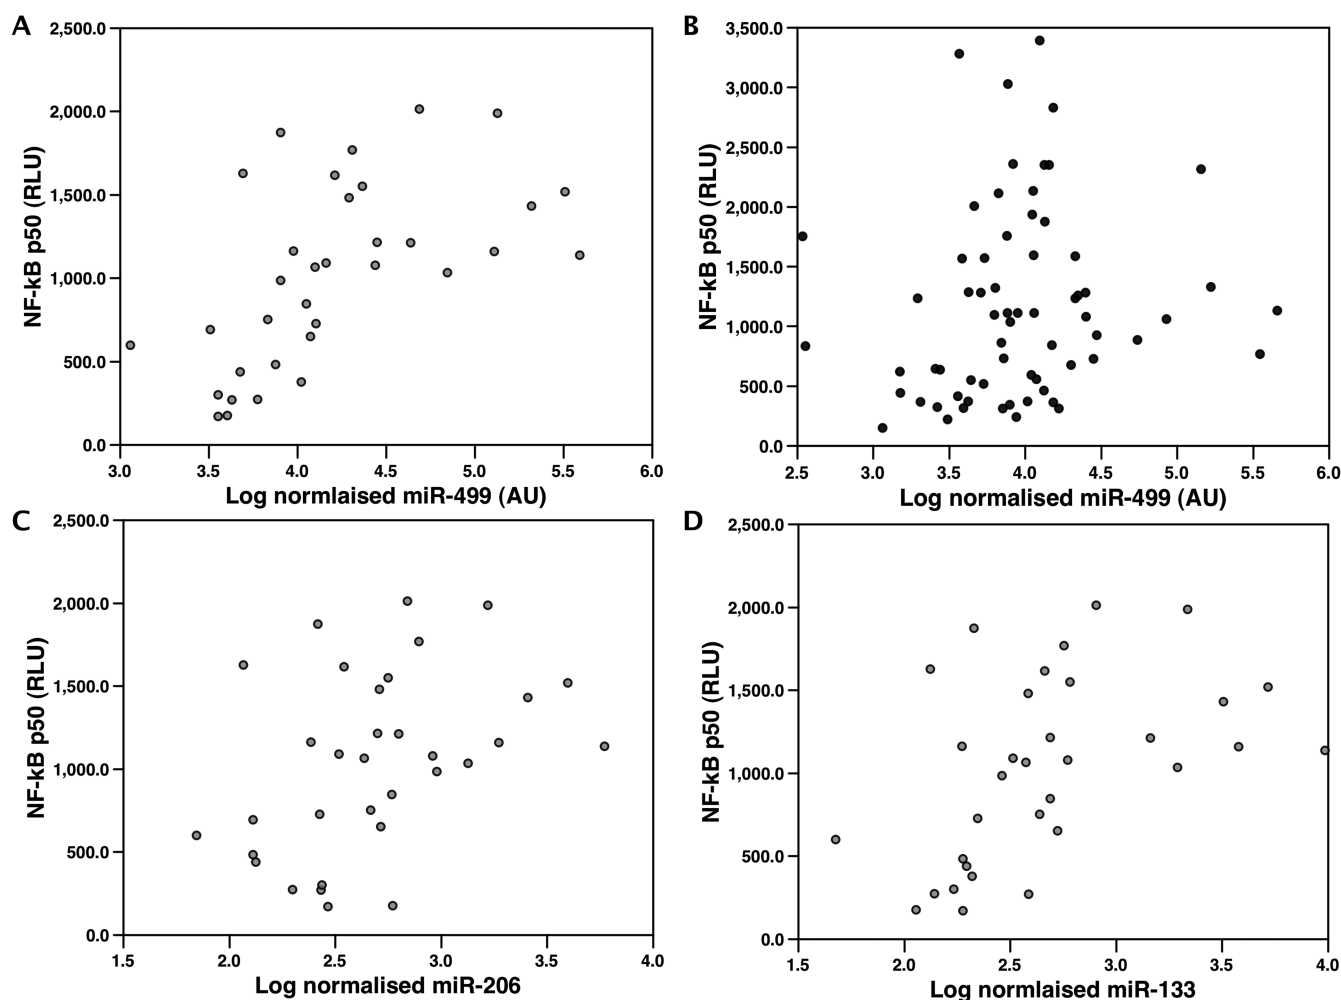 A
NF-kB p50 (RLU)
2,500.0
2,000.0
1,500.0
1,000.0
500.0
0.0
3.0 3.5 4.0 4.5 5.0 5.5 6.0
Log normlaised miR-499 (AU)
B
NF-kB p50 (RLU)
3,500.0
3,000.0
2,500.0
2,000.0
1,500.0
1,000.0
500.0
0.0
2.5 3.0 3.5 4.0 4.5 5.0 5.5 6.0
Log normalised miR-499 (AU)
C
NF-kB p50 (RLU)
2,500.0
2,000.0
1,500.0
1,000.0
500.0
0.0
1.5 2.0 2.5 3.0 3.5 4.0
Log normalised miR-206
D
NF-kB p50 (RLU)
2,500.0
2,000.0
1,500.0
1,000.0
500.0
0.0
1.5 2.0 2.5 3.0 3.5 4.0
Log normlaised miR-133